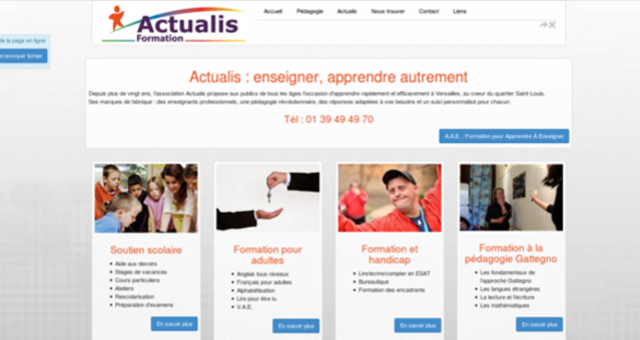 Actualis
Formation
Accueil Pédagogie Actualis Nous trouver Contact Liens
de la page en ligne
envoyer fichier
Actualis : enseigner, apprendre autrement
Depuis plus de vingt ans, l'association Actualis propose aux publics de tous les âges l'occasion d'apprendre rapidement et efficacement à Versailles, au coeur du quartier Saint-Louis.
Ses marques de fabrique : des enseignants professionnels, une pédagogie révolutionnaire, des réponses adaptées à vos besoins et un suivi personnalisé pour chacun.
Tél : 01 39 49 49 70
A.A.E. : Formation pour Apprendre À Enseigner
Soutien scolaire
Aide aux devoirs
Stages de vacances
Cours particuliers
Ateliers
Rescolarisation
Préparation d'examens
En savoir plus
Formation pour
adultes
Anglais tous niveaux
Français pour adultes
Alphabétisation
Lire pour être lu
V.A.E.
En savoir plus
Formation et
handicap
Lire/écrire/compter en ESAT
Bureautique
Formation des encadrants
En savoir plus
Formation à la
pédagogie Gattegno
Les fondamentaux de
l'approche Gattegno
Les langues étrangères
La lecture et l'écriture
Les mathématiques
En savoir plus